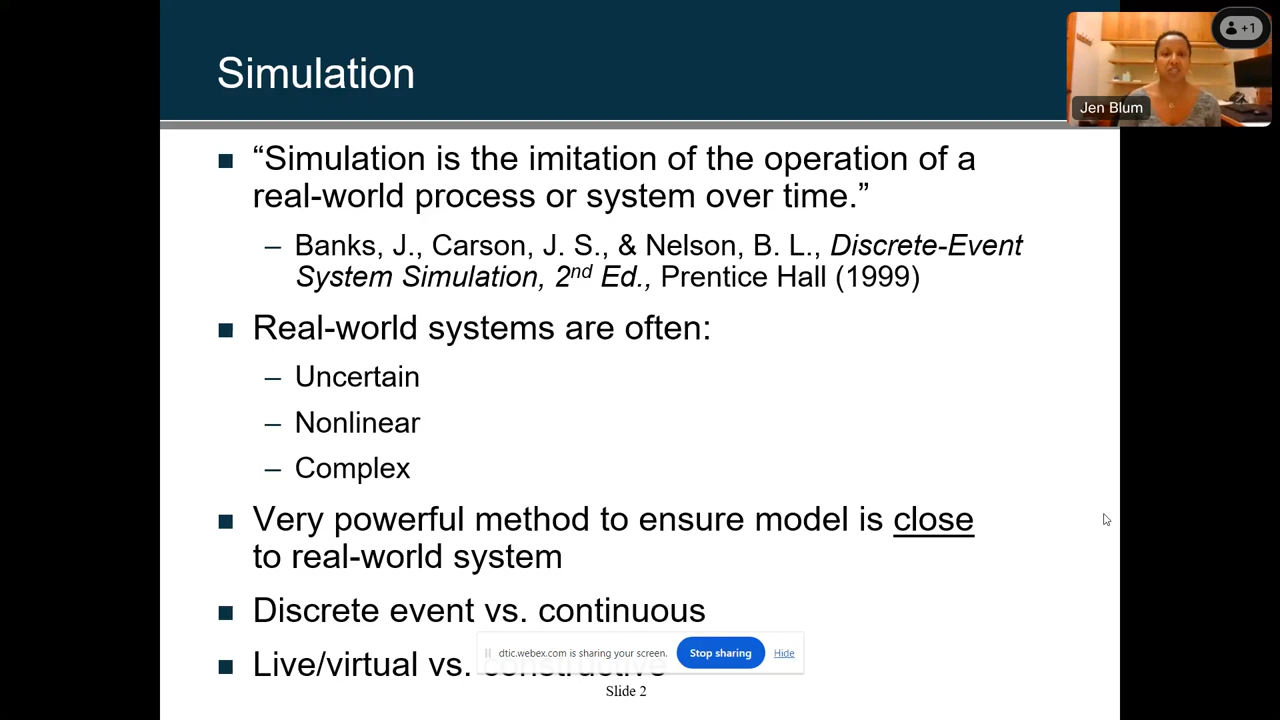 Simulation
+1
Jen Blum
“Simulation is the imitation of the operation of a
real-world process or system over time.”
– Banks, J., Carson, J. S., & Nelson, B. L., Discrete-Event
System Simulation, 2nd Ed., Prentice Hall (1999)
Real-world systems are often:
– Uncertain
– Nonlinear
– Complex
Very powerful method to ensure model is close
to real-world system
Discrete event vs. continuous
dtic.webex.com is sharing your screen. Stop sharing Hide
Live/virtual vs. constructive
Slide 2